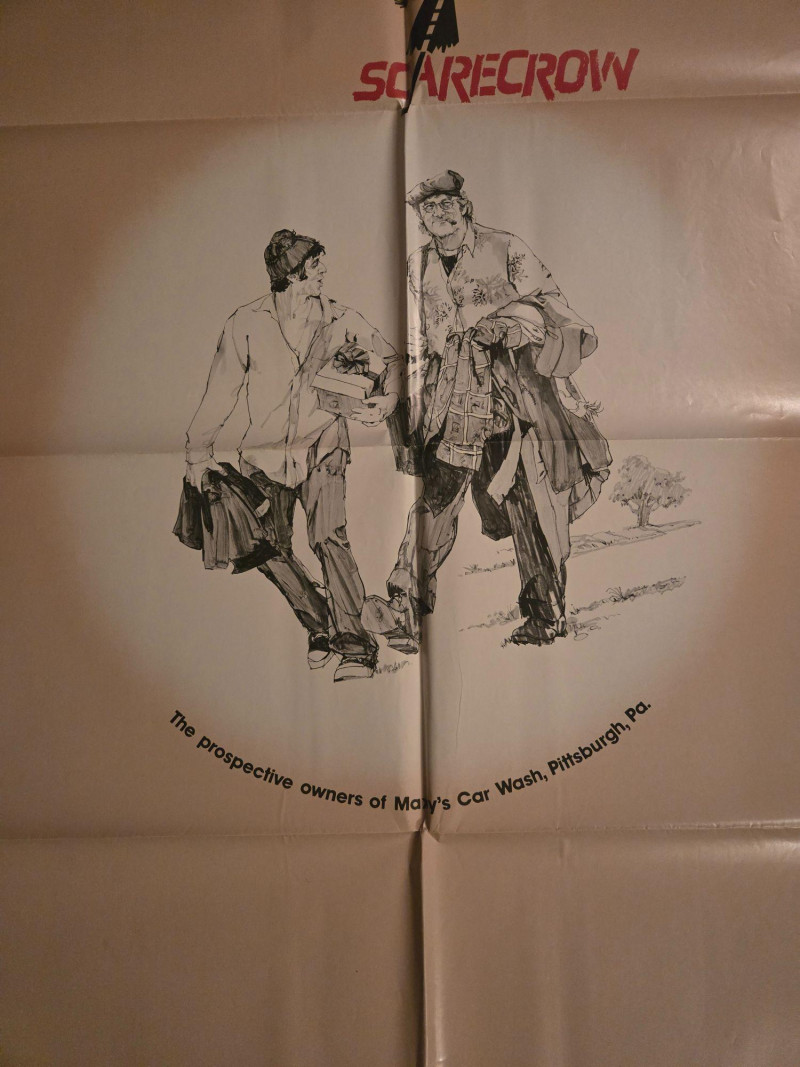 SCARECROW
The prospective owners of Maxy's Car Wash, Pittsburgh, Pa.